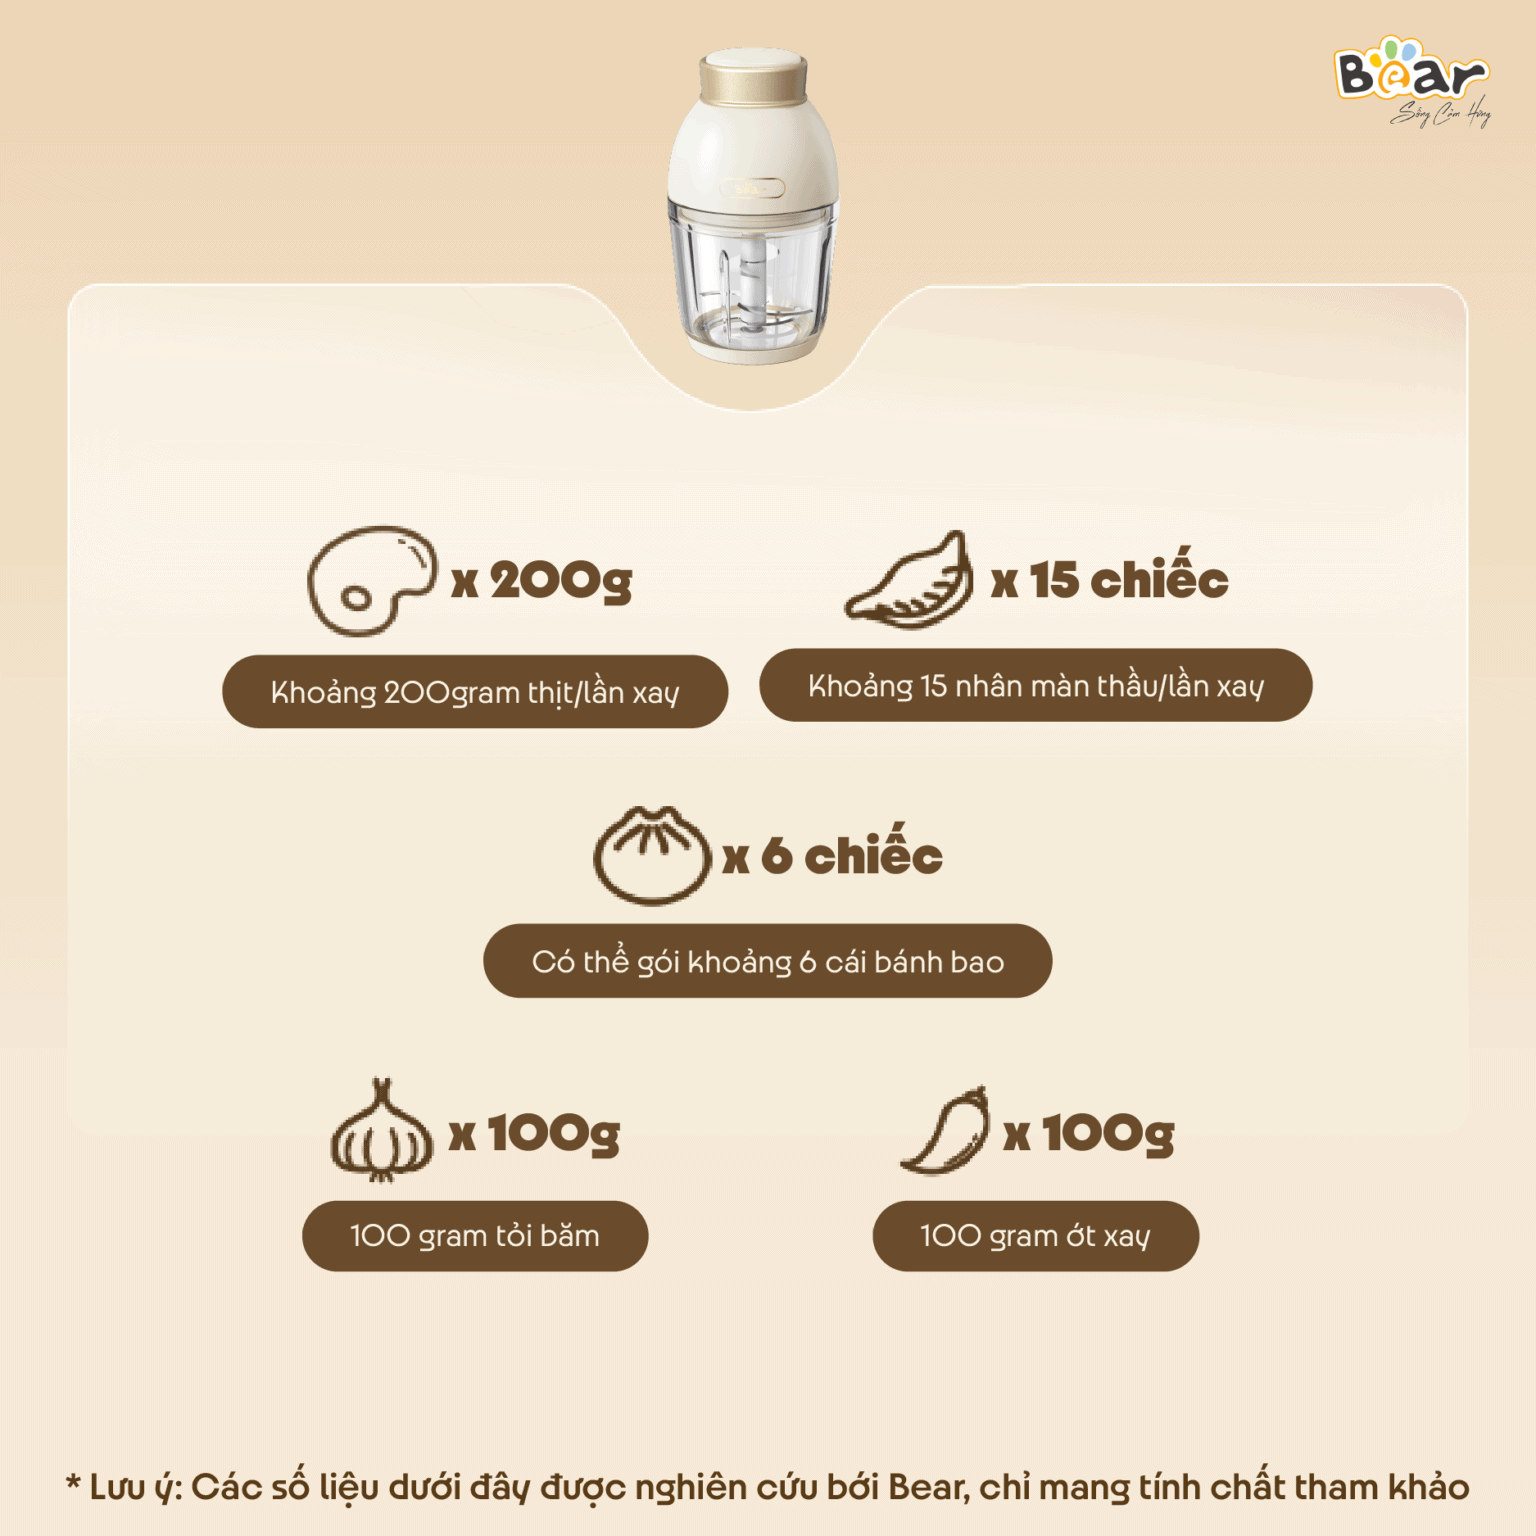 Bear
Sống Cảm Hứng
Bear
x 200g
x 15 chiếc
Khoảng 200gram thịt/lần xay
Khoảng 15 nhân màn thầu/lần xay
x 6 chiếc
Có thể gói khoảng 6 cái bánh bao
x 100g
x 100g
100 gram tỏi băm
100 gram ớt xay
* Lưu ý: Các số liệu dưới đây được nghiên cứu bới Bear, chỉ mang tính chất tham khảo